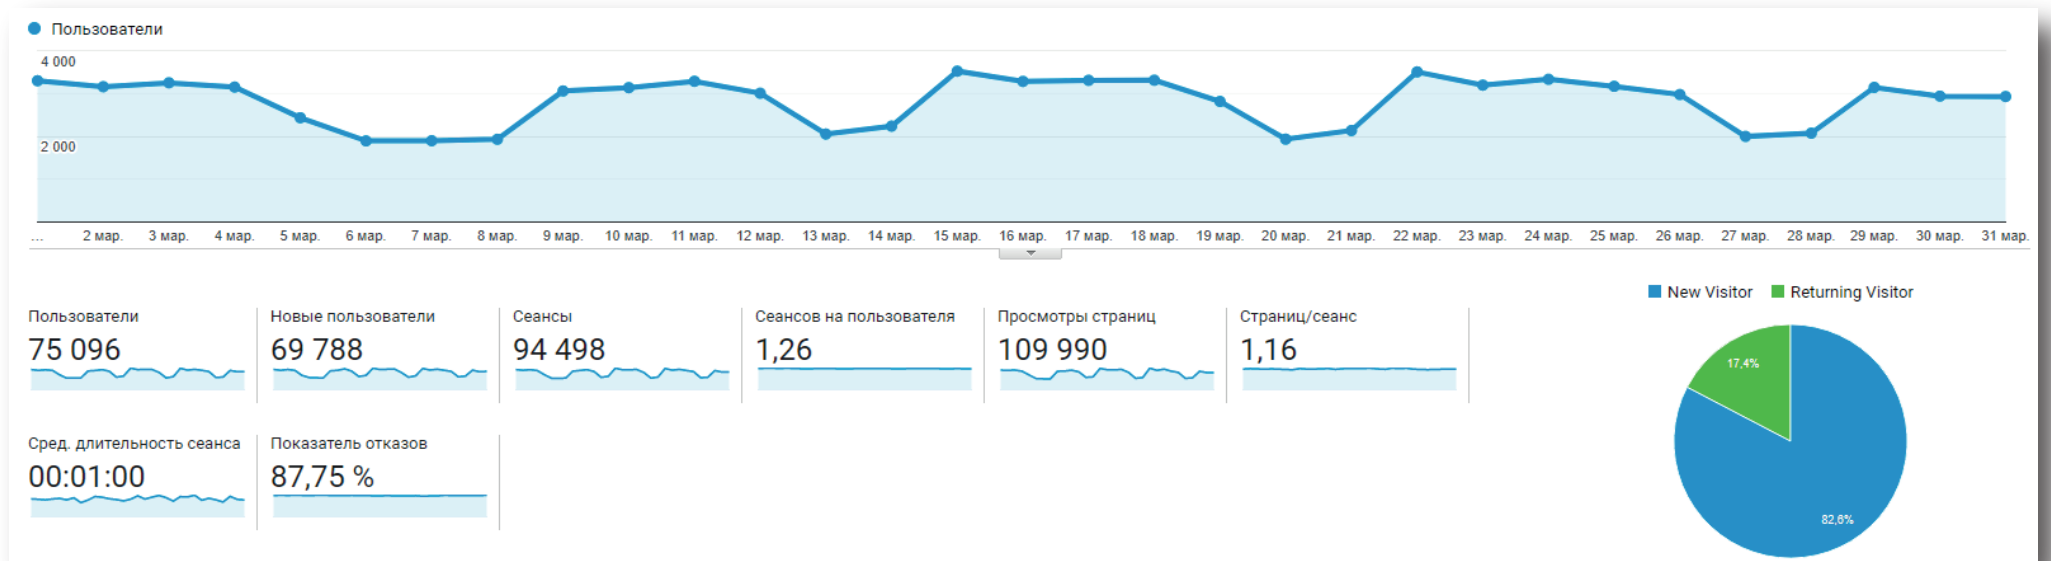 Пользователи
4 000
2 000
... 2 мар. 3 мар. 4 мар. 5 мар. 6 мар. 7 мар. 8 мар. 9 мар. 10 мар. 11 мар. 12 мар. 13 мар. 14 мар. 15 мар. 16 мар. 17 мар. 18 мар. 19 мар. 20 мар. 21 мар. 22 мар. 23 мар. 24 мар. 25 мар. 26 мар. 27 мар. 28 мар. 29 мар. 30 мар. 31 мар.
New Visitor Returning Visitor
Пользователи Новые пользователи Сеансы Сеансов на пользователя Просмотры страниц Страниц/сеанс
75 096 69 788 94 498 1,26 109 990 1,16
17,4%
Сред. длительность сеанса Показатель отказов
00:01:00 87,75 %
82,6%